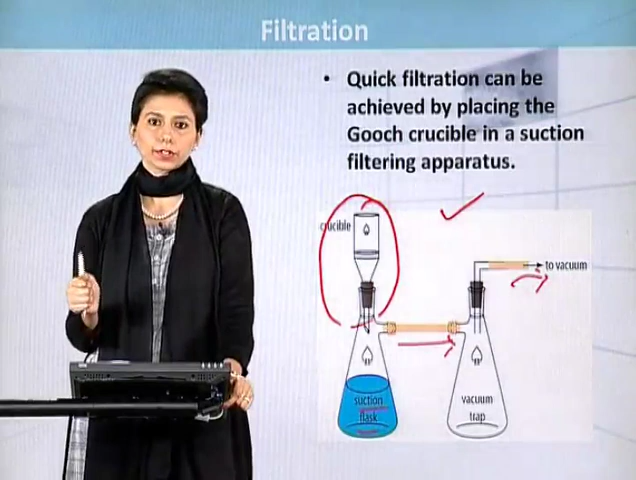 Filtration
• Quick filtration can be
achieved by placing the
Gooch crucible in a suction
filtering apparatus.
crucible
to vacuum
suction
flask
vacuum
trap